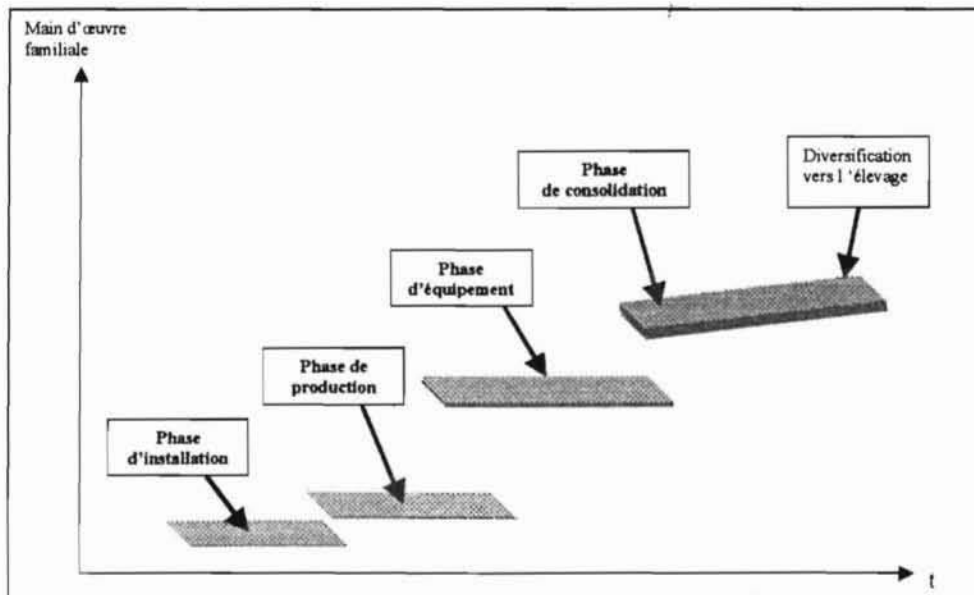 Main d'œuvre
familiale
Phase
de consolidation
Diversification
vers l 'élevage
Phase
d'équipement
Phase de
production
Phase
d'installation
t